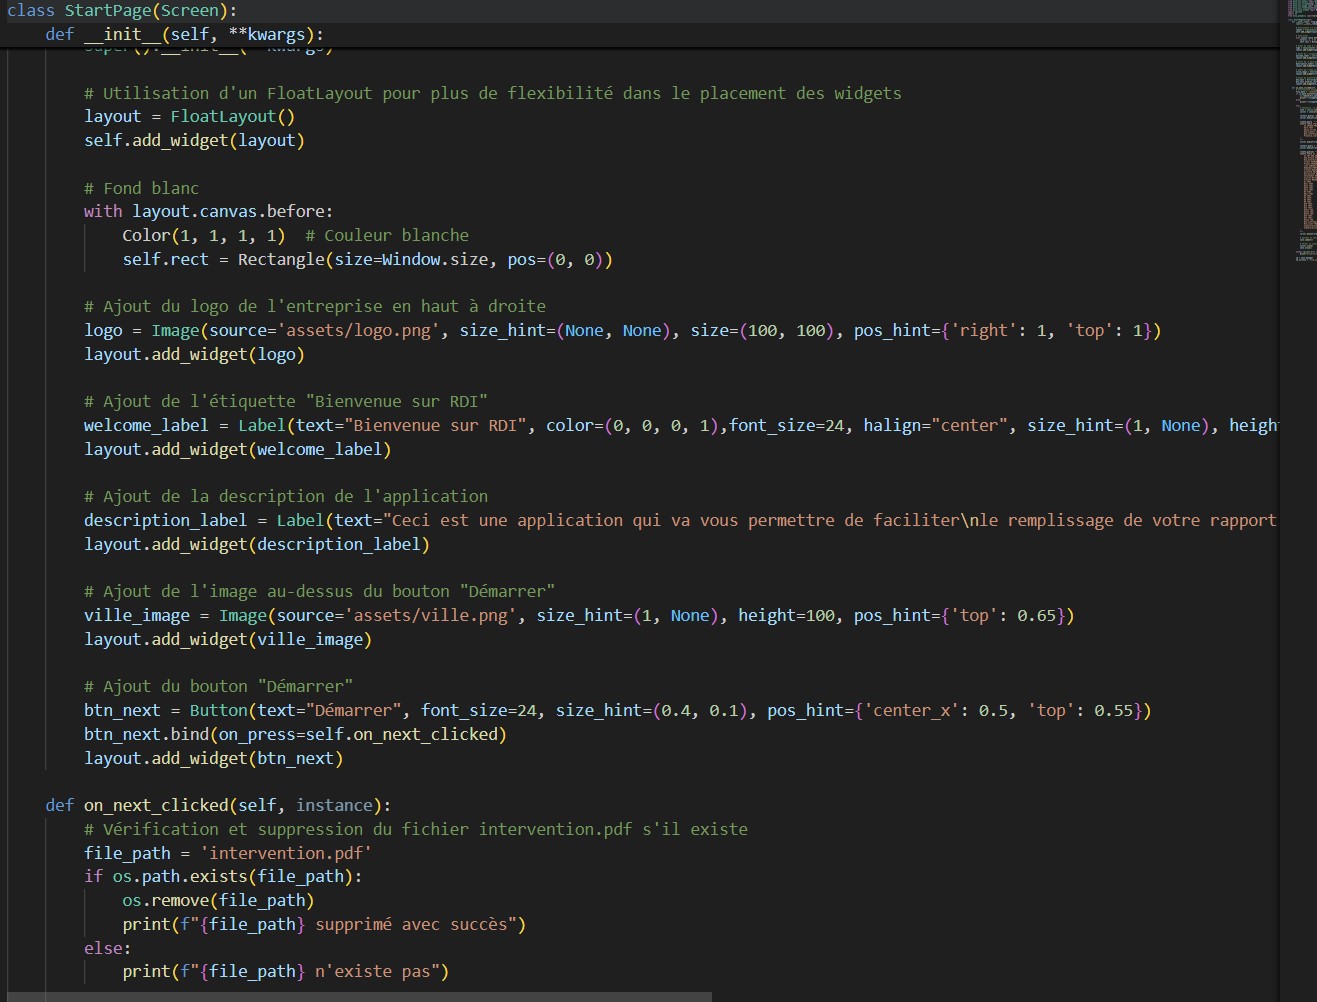 class StartPage(Screen):
    def __init__(self, **kwargs):
        super().__init__(**kwargs)

        # Utilisation d'un FloatLayout pour plus de flexibilité dans le placement des widgets
        layout = FloatLayout()
        self.add_widget(layout)

        # Fond blanc
        with layout.canvas.before:
            Color(1, 1, 1, 1)  # Couleur blanche
            self.rect = Rectangle(size=Window.size, pos=(0, 0))

        # Ajout du logo de l'entreprise en haut à droite
        logo = Image(source='assets/logo.png', size_hint=(None, None), size=(100, 100), pos_hint={'right': 1, 'top': 1})
        layout.add_widget(logo)

        # Ajout de l'étiquette "Bienvenue sur RDI"
        welcome_label = Label(text="Bienvenue sur RDI", color=(0, 0, 0, 1),font_size=24, halign="center", size_hint=(1, None), heigh
        layout.add_widget(welcome_label)

        # Ajout de la description de l'application
        description_label = Label(text="Ceci est une application qui va vous permettre de faciliter\nle remplissage de votre rapport
        layout.add_widget(description_label)

        # Ajout de l'image au-dessus du bouton "Démarrer"
        ville_image = Image(source='assets/ville.png', size_hint=(1, None), height=100, pos_hint={'top': 0.65})
        layout.add_widget(ville_image)

        # Ajout du bouton "Démarrer"
        btn_next = Button(text="Démarrer", font_size=24, size_hint=(0.4, 0.1), pos_hint={'center_x': 0.5, 'top': 0.55})
        btn_next.bind(on_press=self.on_next_clicked)
        layout.add_widget(btn_next)

    def on_next_clicked(self, instance):
        # Vérification et suppression du fichier intervention.pdf s'il existe
        file_path = 'intervention.pdf'
        if os.path.exists(file_path):
            os.remove(file_path)
            print(f"{file_path} supprimé avec succès")
        else:
            print(f"{file_path} n'existe pas")